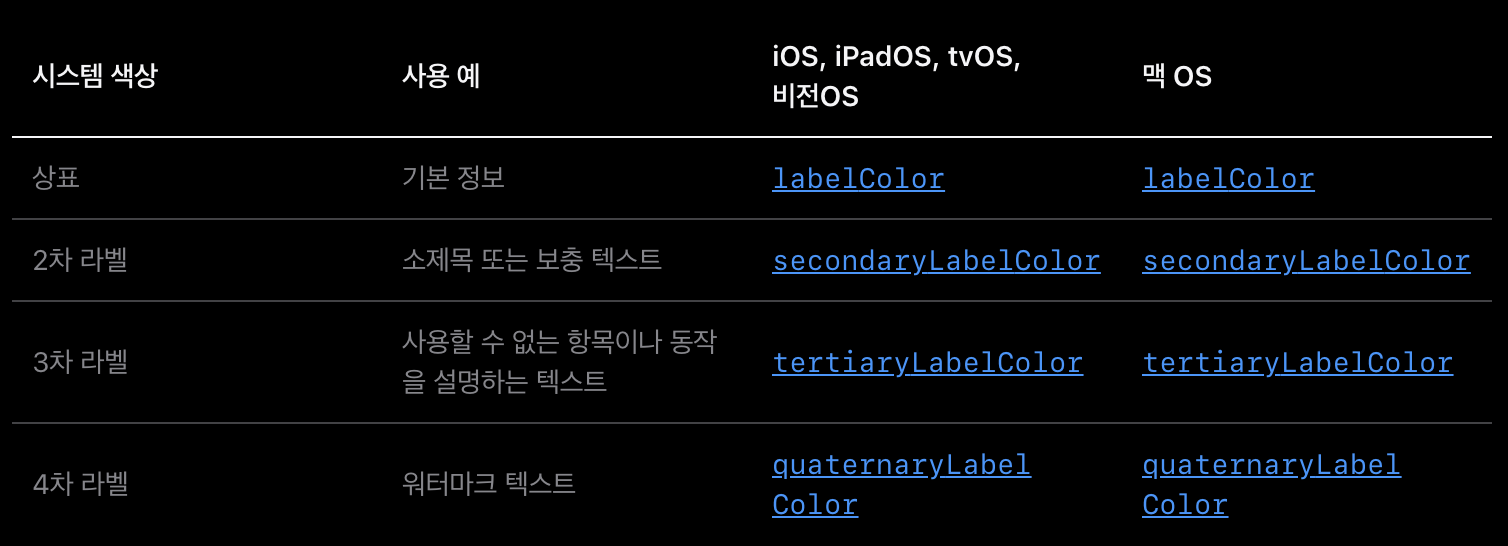 시스템 색상
사용 예
iOS, iPadOS, tvOS,
비전OS
맥 OS
상표
기본 정보
labelColor
labelColor
2차 라벨
소제목 또는 보충 텍스트
secondaryLabelColor
secondaryLabelColor
3차 라벨
사용할 수 없는 항목이나 동작
을 설명하는 텍스트
tertiaryLabelColor
tertiaryLabelColor
4차 라벨
워터마크 텍스트
quaternaryLabel
Color
quaternaryLabel
Color